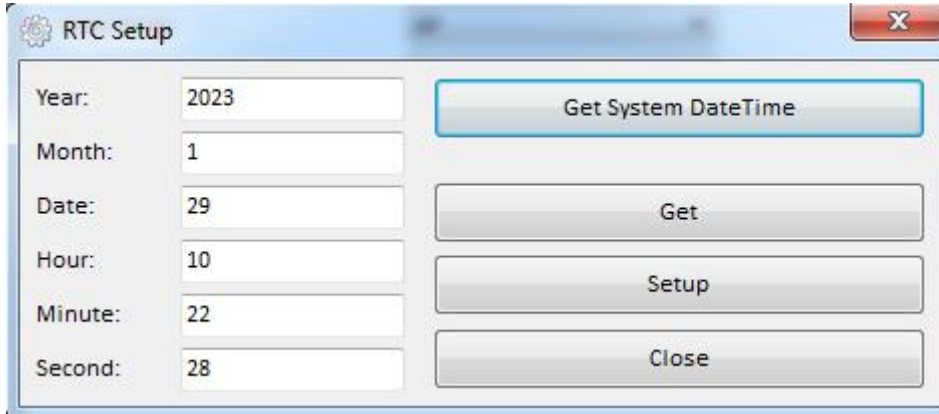 RTC Setup
Year: 2023
Get System DateTime
Month: 1
Date: 29
Get
Hour: 10
Setup
Minute: 22
Second: 28
Close